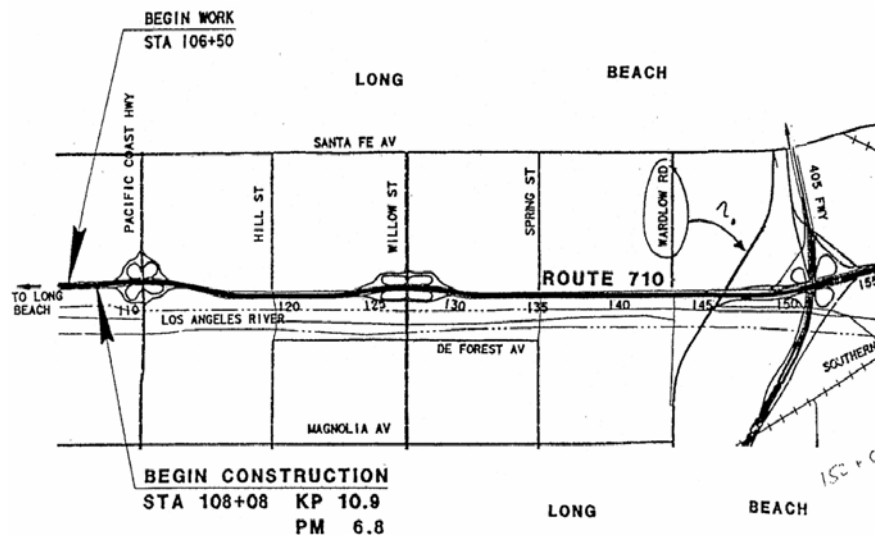 BEGIN WORK
STA 106+50
LONG
BEACH
SANTA FE AV
PACIFIC COAST HWY
HILL ST
WILLOW ST
SPRING ST
WARDLOW RD
?
405 FWY
ROUTE 710
TO LONG
BEACH
110
120
125
130
135
140
145
150
155
LOS ANGELES RIVER
DE FOREST AV
SOUTHERN
MAGNOLIA AV
BEGIN CONSTRUCTION
STA 108+08 KP 10.9
PM 6.8
LONG
BEACH